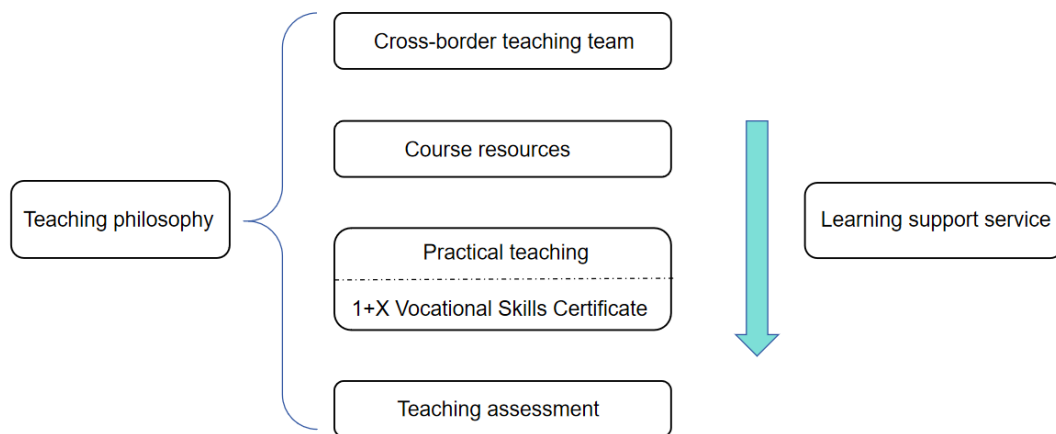 Teaching philosophy
Cross-border teaching team
Course resources
Practical teaching
1+X Vocational Skills Certificate
Teaching assessment
Learning support service